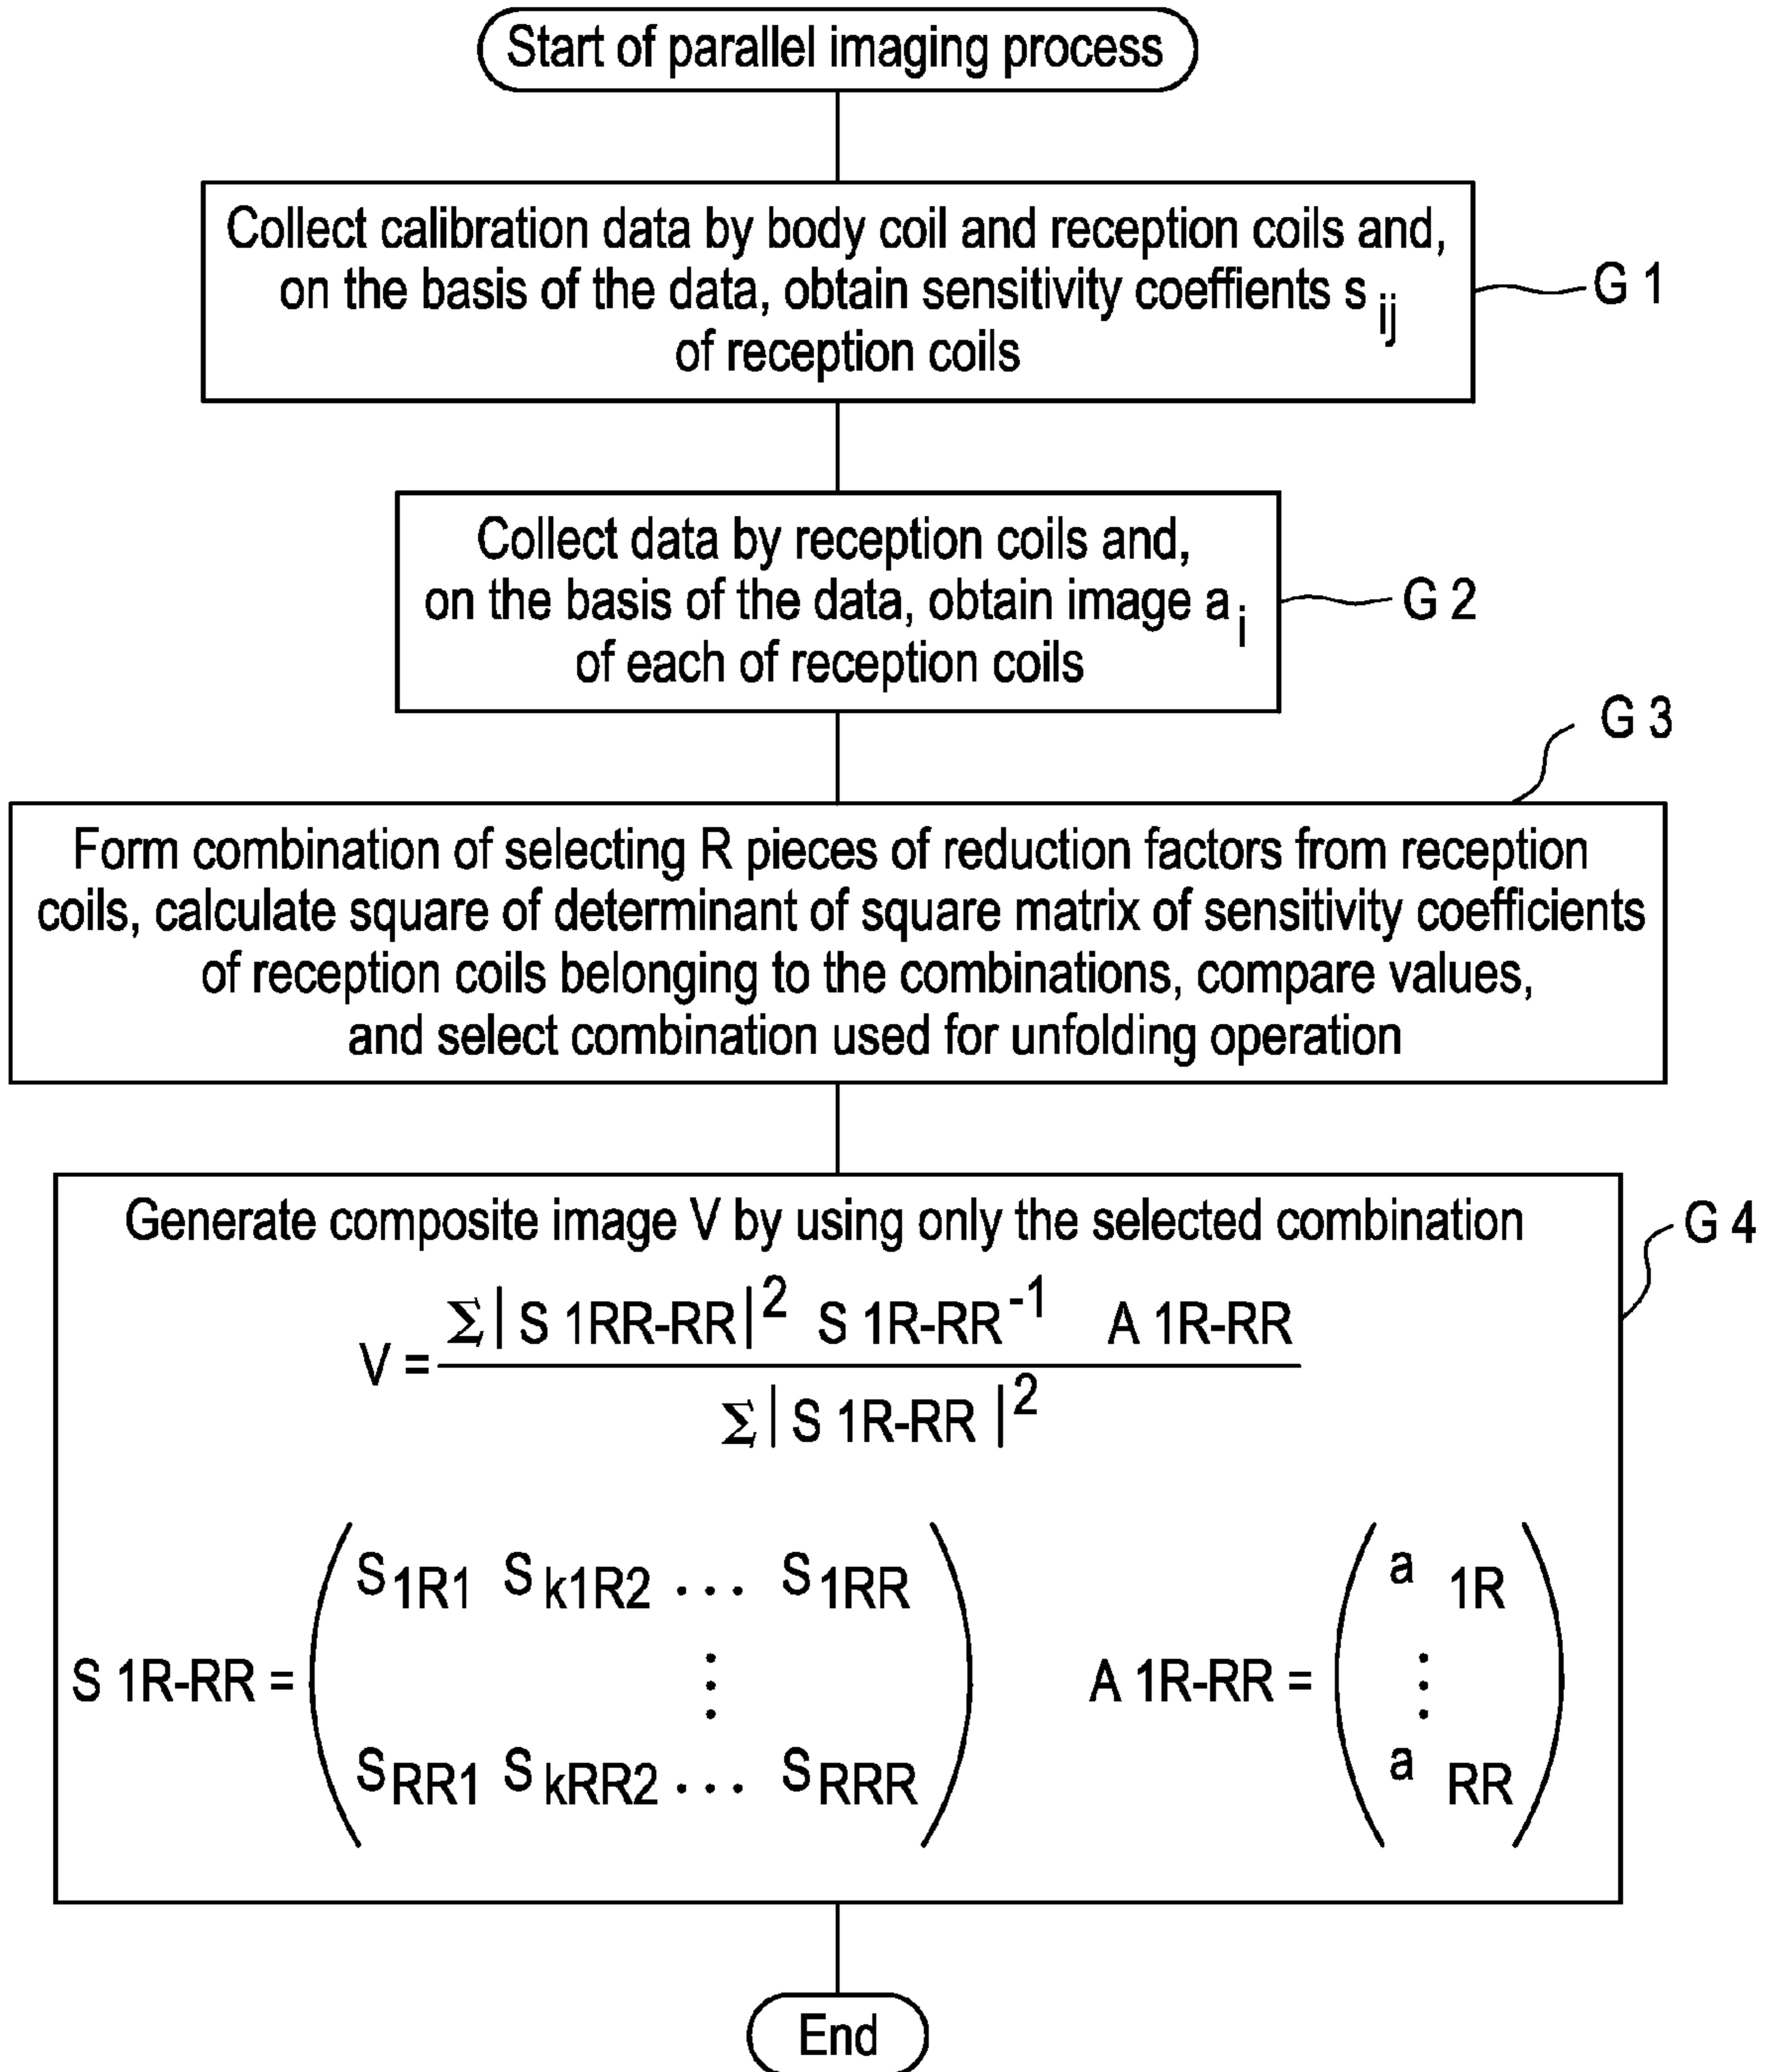 Start of parallel imaging process
Collect calibration data by body coil and reception coils and,
on the basis of the data, obtain sensitivity coeffients s ij
of reception coils
G 1
Collect data by reception coils and,
on the basis of the data, obtain image a i
of each of reception coils
G 2
G 3
Form combination of selecting R pieces of reduction factors from reception
coils, calculate square of determinant of square matrix of sensitivity coefficients
of reception coils belonging to the combinations, compare values,
and select combination used for unfolding operation
Generate composite image V by using only the selected combination
G 4
Σ | S 1RR-RR |² S 1R-RR⁻¹ A 1R-RR
V =
Σ | S 1R-RR |²
S 1R1 S k1R2 ... S 1RR
⋮
S 1R-RR =
S RR1 S kRR2 ... S RRR
a 1R
⋮
A 1R-RR =
a RR
End